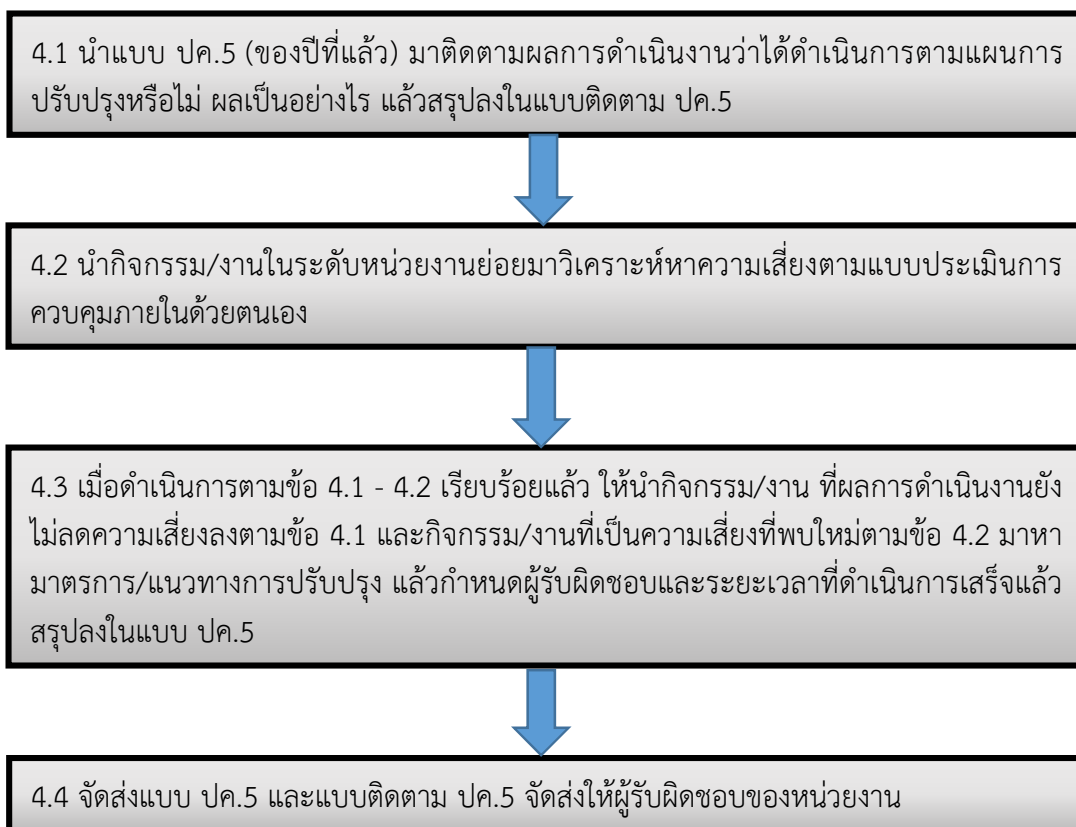 4.1 นำแบบ ปค.5 (ของปีที่แล้ว) มาติดตามผลการดำเนินงานว่าได้ดำเนินการตามแผนการ
ปรับปรุงหรือไม่ ผลเป็นอย่างไร แล้วสรุปลงในแบบติดตาม ปค.5
4.2 นำกิจกรรม/งานในระดับหน่วยงานย่อยมาวิเคราะห์หาความเสี่ยงตามแบบประเมินการ
ควบคุมภายในด้วยตนเอง
4.3 เมื่อดำเนินการตามข้อ 4.1 - 4.2 เรียบร้อยแล้ว ให้นำกิจกรรม/งาน ที่ผลการดำเนินงานยัง
ไม่ลดความเสี่ยงลงตามข้อ 4.1 และกิจกรรม/งานที่เป็นความเสี่ยงที่พบใหม่ตามข้อ 4.2 มาหา
มาตรการ/แนวทางการปรับปรุง แล้วกำหนดผู้รับผิดชอบและระยะเวลาที่ดำเนินการเสร็จแล้ว
สรุปลงในแบบ ปค.5
4.4 จัดส่งแบบ ปค.5 และแบบติดตาม ปค.5 จัดส่งให้ผู้รับผิดชอบของหน่วยงาน